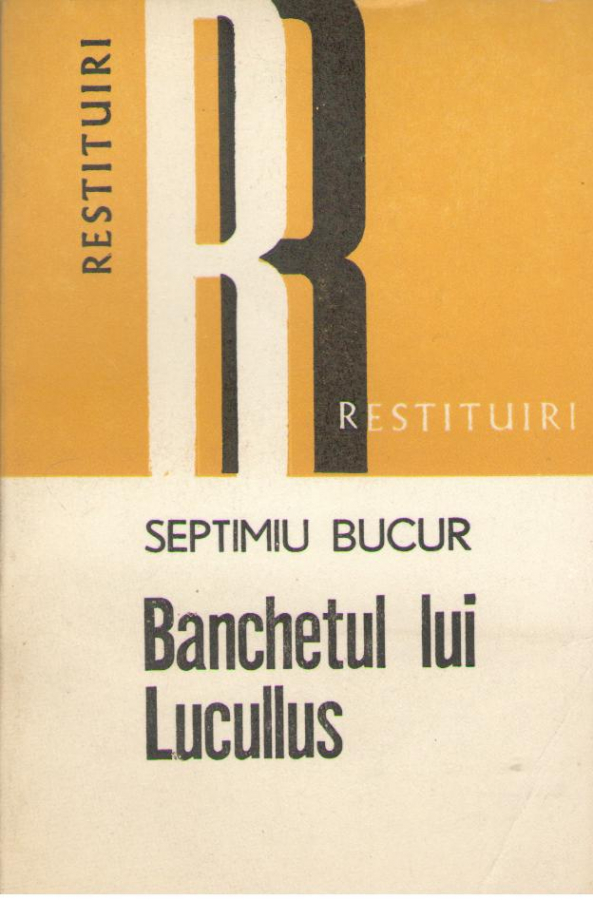 RESTITUIRI
R
RESTITUIRI
SEPTIMIU BUCUR
Banchetul lui
Lucullus